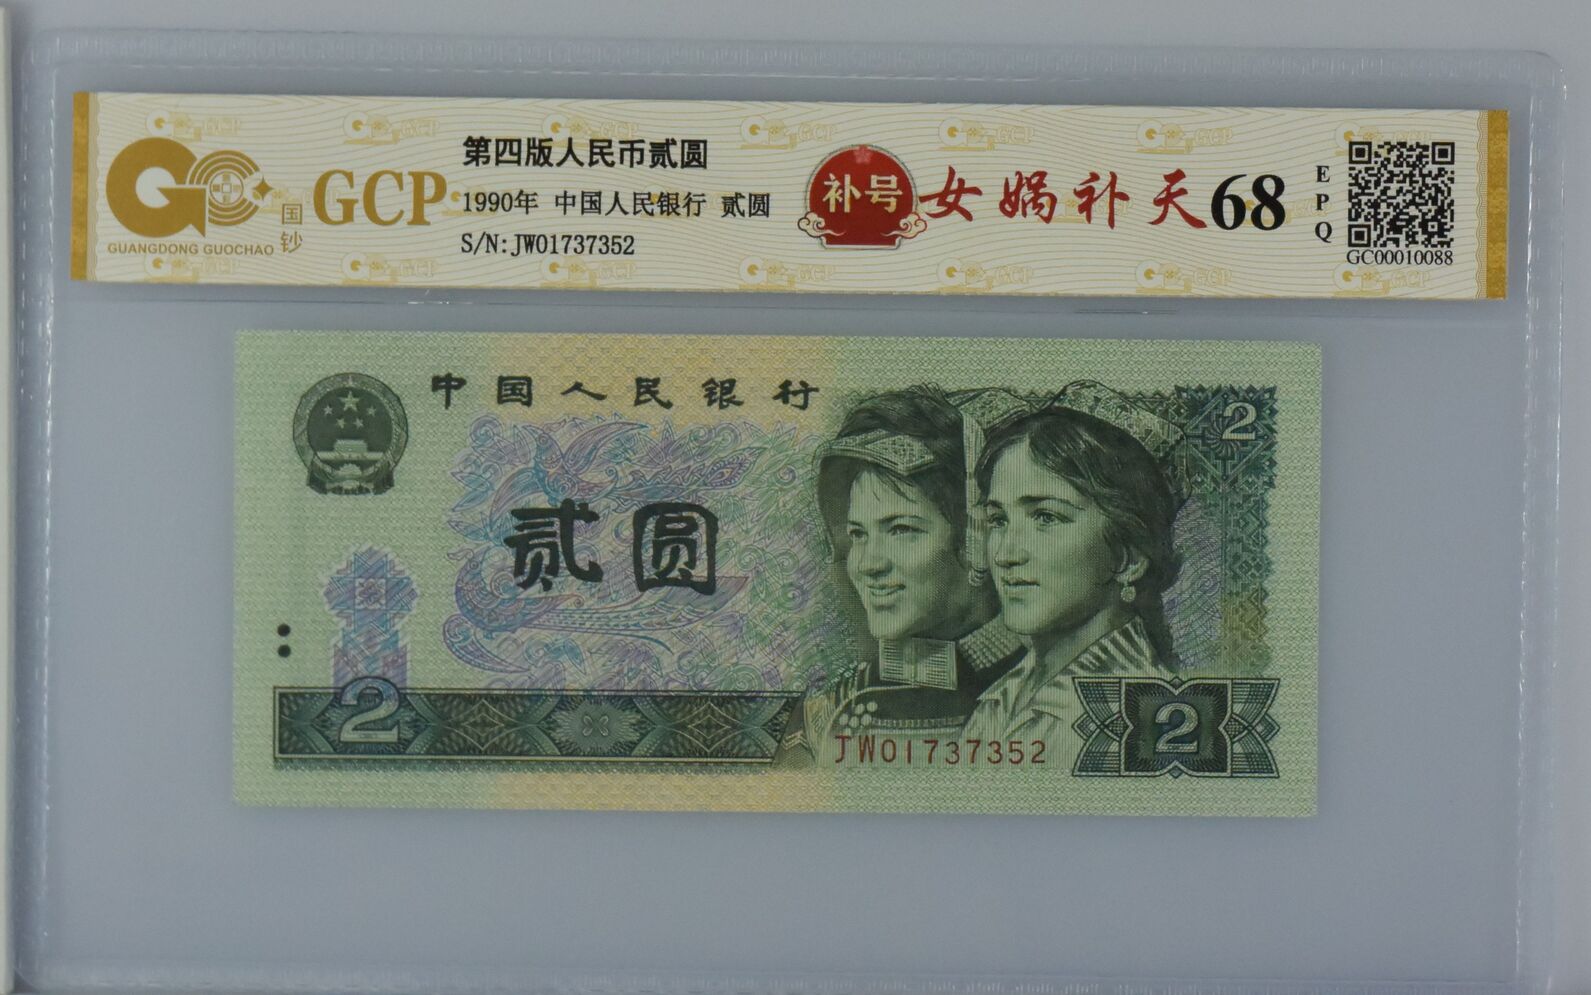 GCP
GUANGDONG GUOCHAO
国钞
第四版人民币贰圆
1990年 中国人民银行 贰圆
S/N:JW01737352
补号
女娲补天
68
EPQ
GC00010088
中国人民银行
2
贰圆
2
JW01737352
2